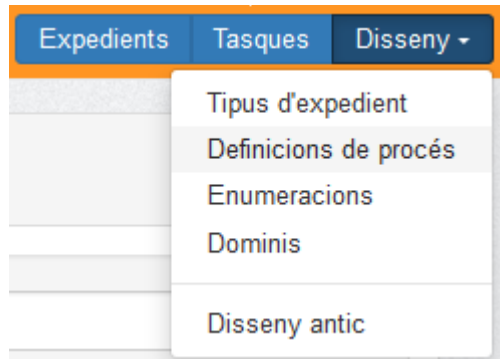 Expedients Tasques Disseny
Tipus d'expedient
Definicions de procés
Enumeracions
Dominis
Disseny antic